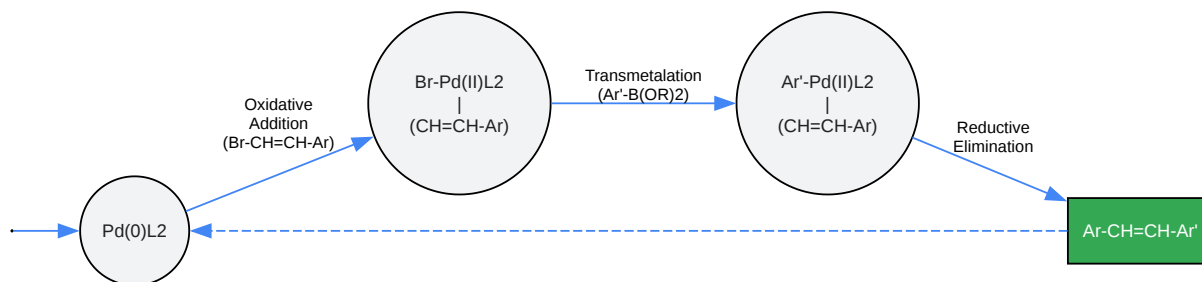 Pd(0)L2
Oxidative
Addition
(Br-CH=CH-Ar)
Br-Pd(II)L2
|
(CH=CH-Ar)
Transmetalation
(Ar'-B(OR)2)
Ar'-Pd(II)L2
|
(CH=CH-Ar)
Reductive
Elimination
Ar-CH=CH-Ar'